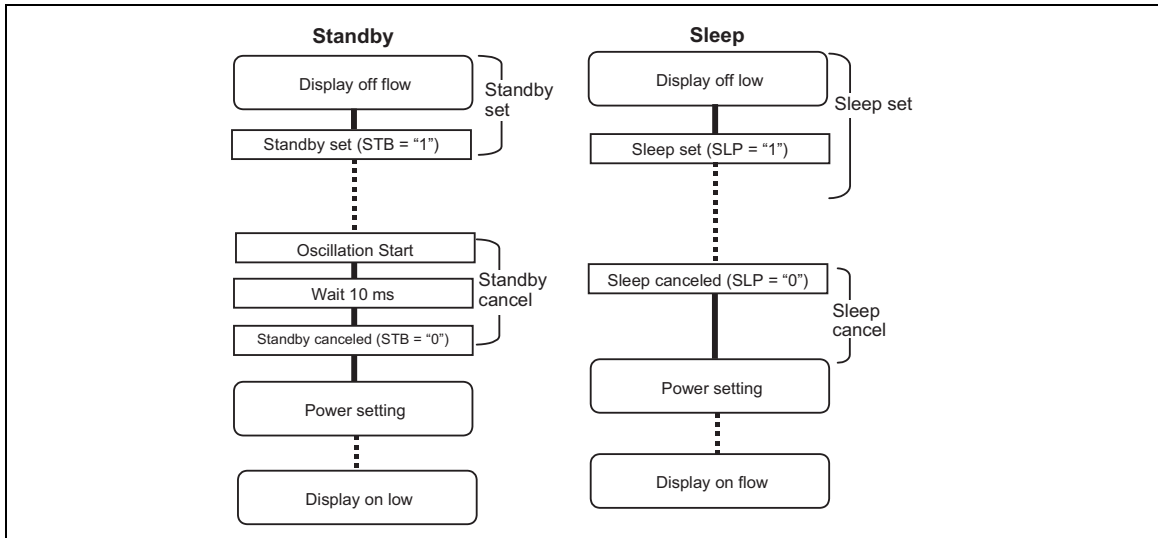 Standby
Display off flow
Standby
set
Standby set (STB = “1”)
Oscillation Start
Wait 10 ms
Standby canceled (STB = “0”)
Standby
cancel
Power setting
Display on low
Sleep
Display off low
Sleep set
Sleep set (SLP = “1”)
Sleep canceled (SLP = “0”)
Sleep
cancel
Power setting
Display on flow